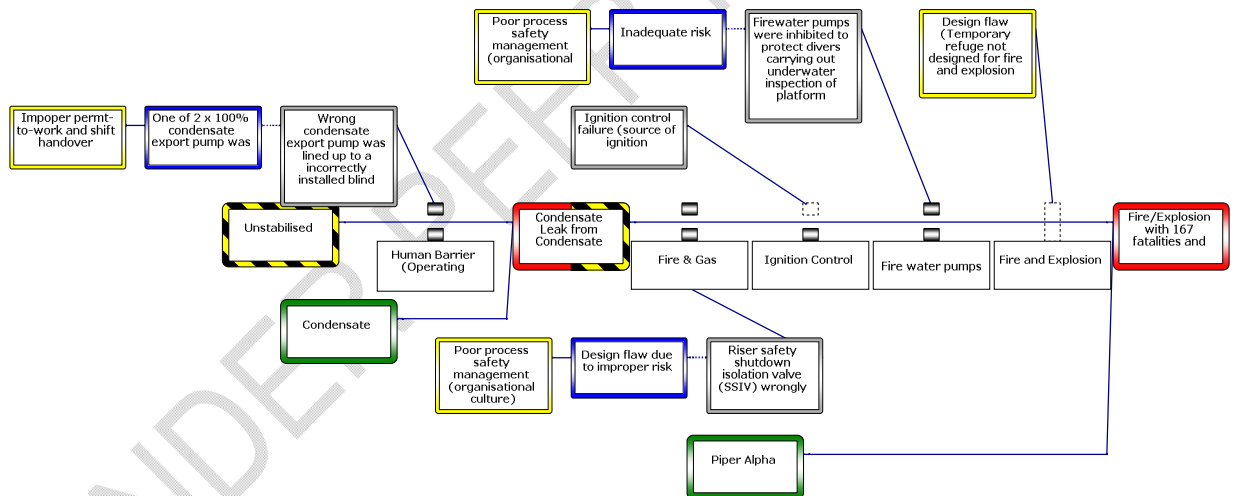 Poor process
safety
management
(organisational
Inadequate risk
Firewater pumps
were inhibited to
protect divers
carrying out
underwater
inspection of
platform
Design flaw
(Temporary
refuge not
designed for fire
and explosion
Impoper permt-
to-work and shift
handover
One of 2 x 100%
condensate
export pump was
Wrong
condensate
export pump was
lined up to a
incorrectly
installed blind
Ignition control
failure (source of
ignition
Unstabilised
Human Barrier
(Operating
Condensate
Leak from
Condensate
Fire & Gas
Ignition Control
Fire water pumps
Fire and Explosion
Fire/Explosion
with 167
fatalities and
Condensate
Poor process
safety
management
(organisational
culture)
Design flaw due
to improper risk
Riser safety
shutdown
isolation valve
(SSIV) wrongly
Piper Alpha